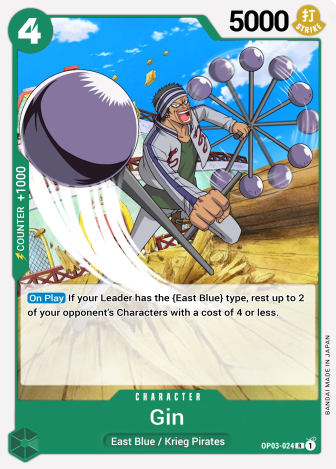 4
5000
打
STRIKE
COUNTER +1000
On Play If your Leader has the {East Blue} type, rest up to 2
of your opponent's Characters with a cost of 4 or less.
BANDAI MADE IN JAPAN
CHARACTER
Gin
East Blue / Krieg Pirates
OP03-024 R 1